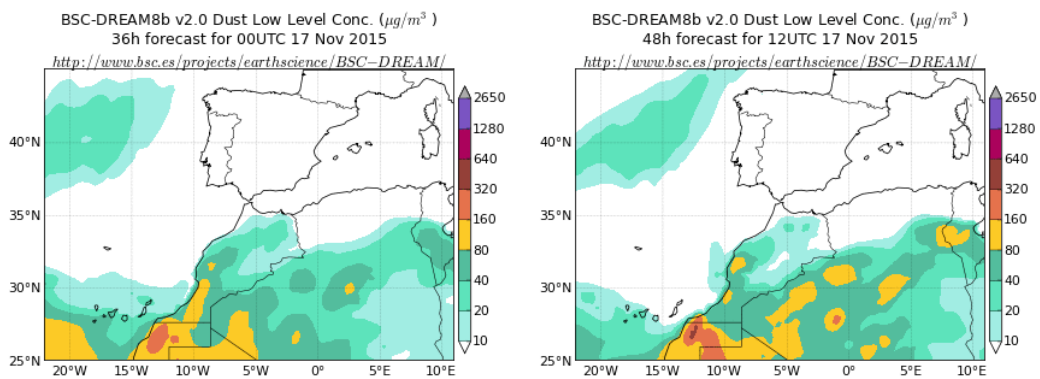 BSC-DREAM8b v2.0 Dust Low Level Conc. (μg/m³ )
36h forecast for 00UTC 17 Nov 2015
http://www.bsc.es/projects/earthscience/BSC−DREAM/
40°N
35°N
30°N
25°N
20°W
15°W
10°W
5°W
0°
5°E
10°E
2650
1280
640
320
160
80
40
20
10
BSC-DREAM8b v2.0 Dust Low Level Conc. (μg/m³ )
48h forecast for 12UTC 17 Nov 2015
http://www.bsc.es/projects/earthscience/BSC−DREAM/
40°N
35°N
30°N
25°N
20°W
15°W
10°W
5°W
0°
5°E
10°E
2650
1280
640
320
160
80
40
20
10